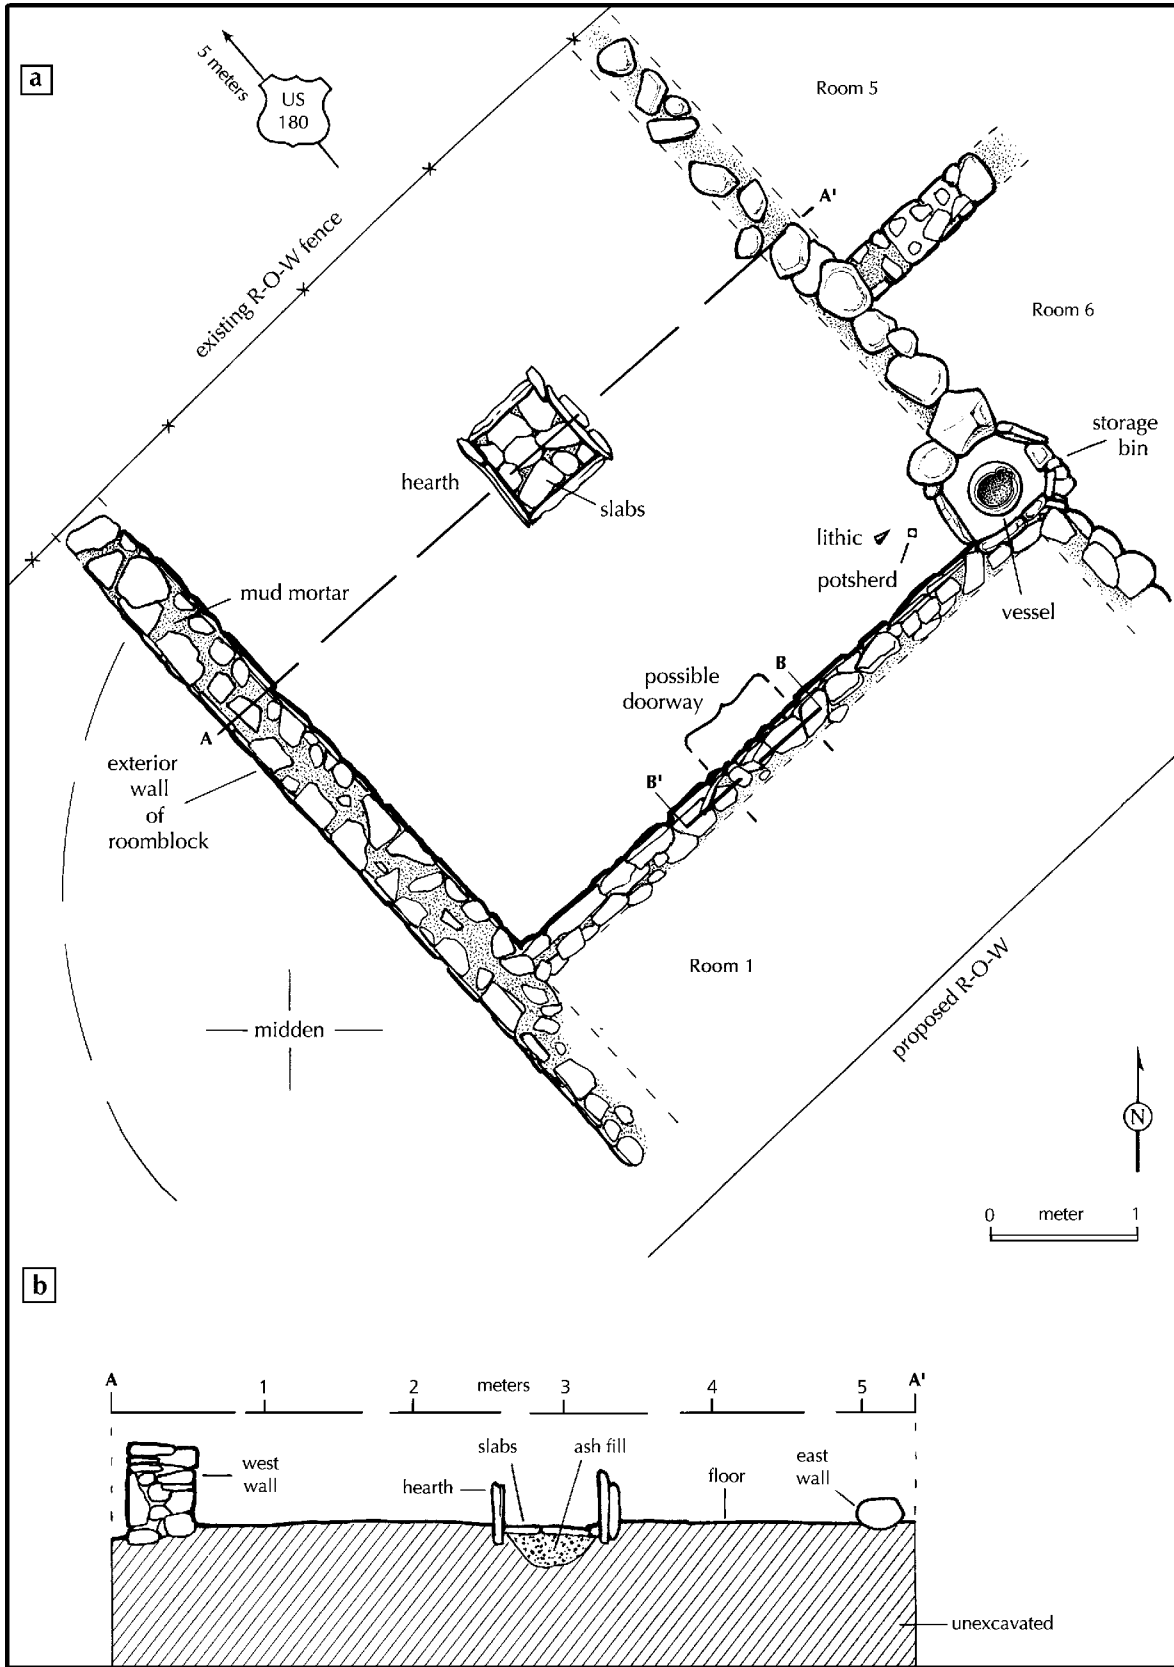 a
5 meters
US
180
Room 5
A'
existing R-O-W fence
Room 6
storage
bin
hearth
slabs
lithic
potsherd
mud mortar
vessel
possible
doorway
B
A
B'
exterior
wall
of
roomblock
Room 1
proposed R-O-W
midden
N
0 meter 1
b
A 1 2 meters 3 4 5 A'
slabs
ash fill
west
wall
hearth
floor
east
wall
unexcavated